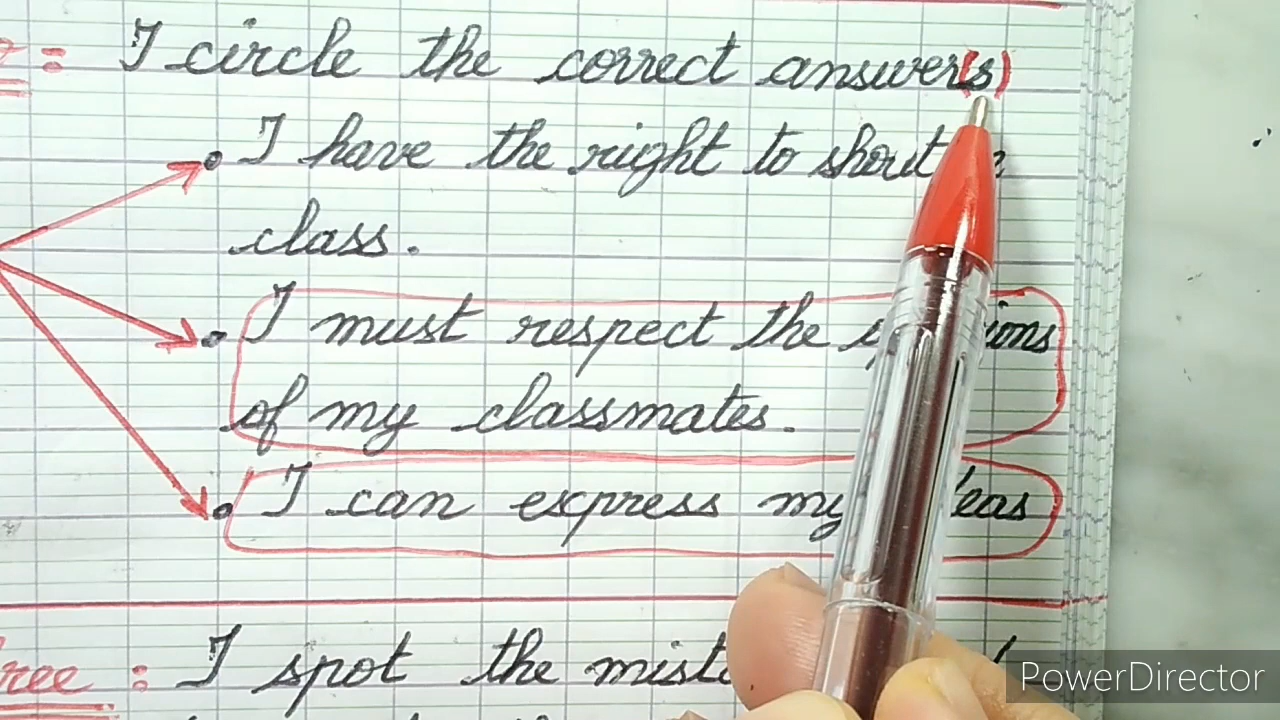 I circle the correct answer(s)
. I have the right to shout
class.
. I must respect the
of my classmates.
. I can express my
: I spot the
PowerDirector